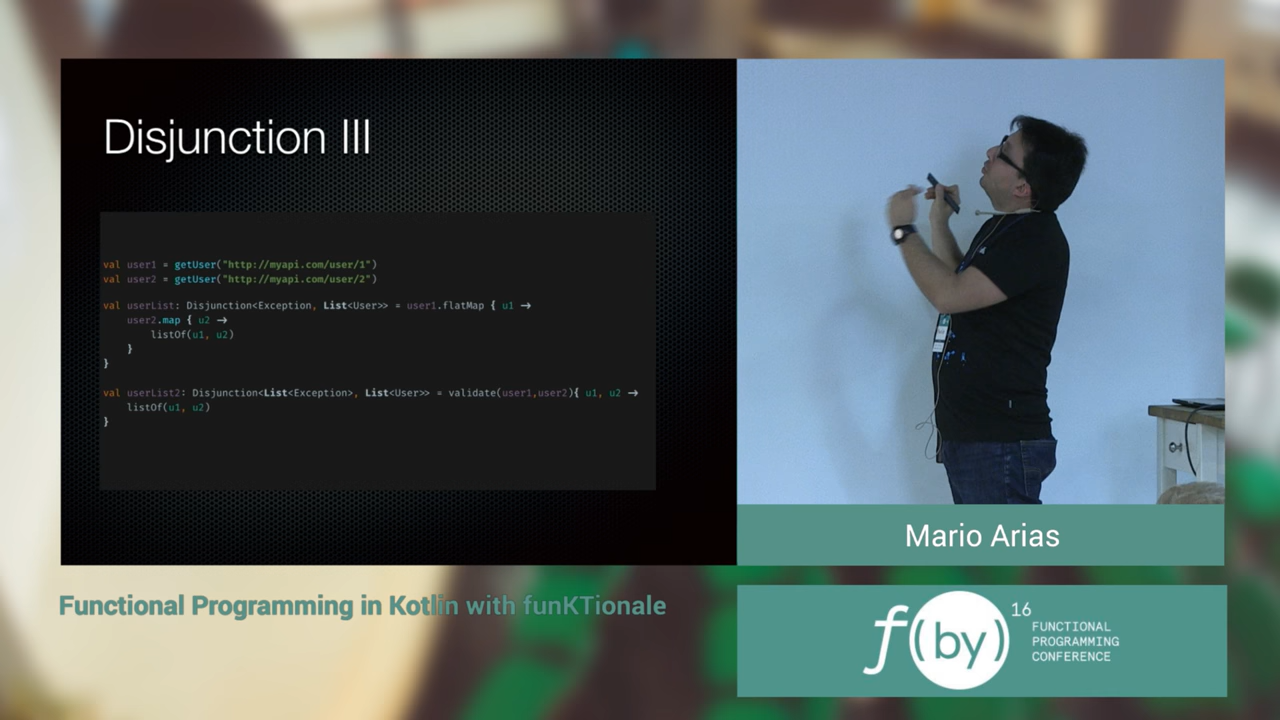 Disjunction III
val user1 = getUser("http://myapi.com/user/1")
val user2 = getUser("http://myapi.com/user/2")
val userList: Disjunction<Exception, List<User>> = user1.flatMap { u1 →
user2.map { u2 →
listOf(u1, u2)
}
}
val userList2: Disjunction<List<Exception>, List<User>> = validate(user1,user2){ u1, u2 →
listOf(u1, u2)
}
Mario Arias
Functional Programming in Kotlin with funKTionale
f(by) 16
FUNCTIONAL
PROGRAMMING
CONFERENCE